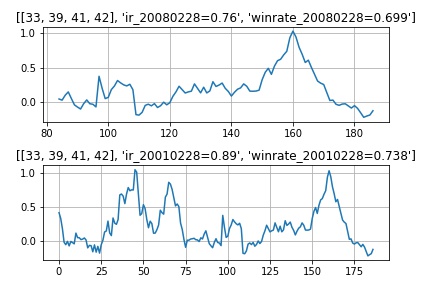 [[33, 39, 41, 42], 'ir_20080228=0.76', 'winrate_20080228=0.699']
1.0
0.5
0.0
80 100 120 140 160 180
[[33, 39, 41, 42], 'ir_20010228=0.89', 'winrate_20010228=0.738']
1.0
0.5
0.0
0 25 50 75 100 125 150 175